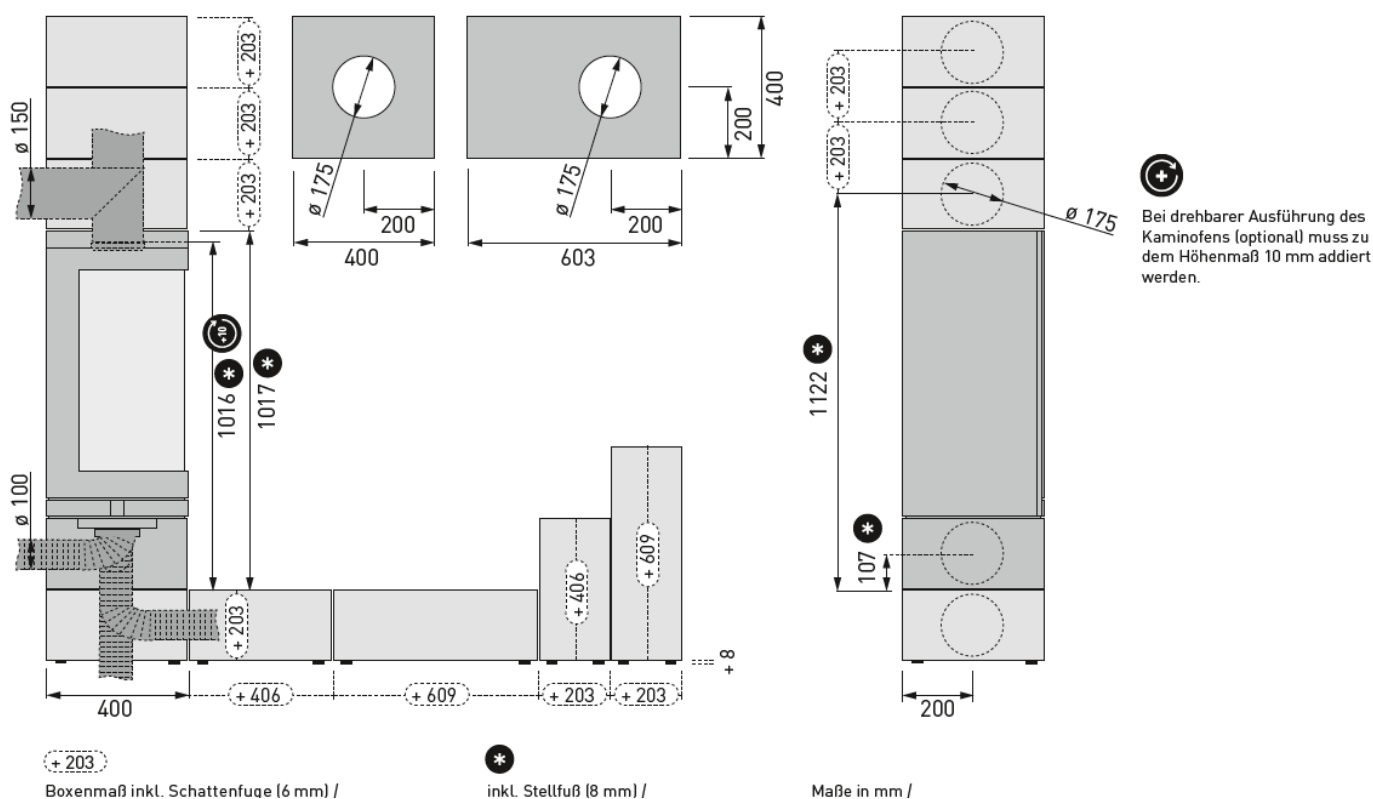 + 203
+ 203
+ 203
ø 150
ø 175
200
400
ø 175
200
603
200
400
+ 203
+ 203
ø 175
+
Bei drehbarer Ausführung des
Kaminofens (optional) muss zu
dem Höhenmaß 10 mm addiert
werden.
+10
*
1016
*
1017
*
1122
ø 100
*
107
+ 203
+ 406
+ 609
+ 8
400
+ 406
+ 609
+ 203
+ 203
200
+ 203
*
Boxenmaß inkl. Schattenfuge (6 mm) /
inkl. Stellfuß (8 mm) /
Maße in mm /